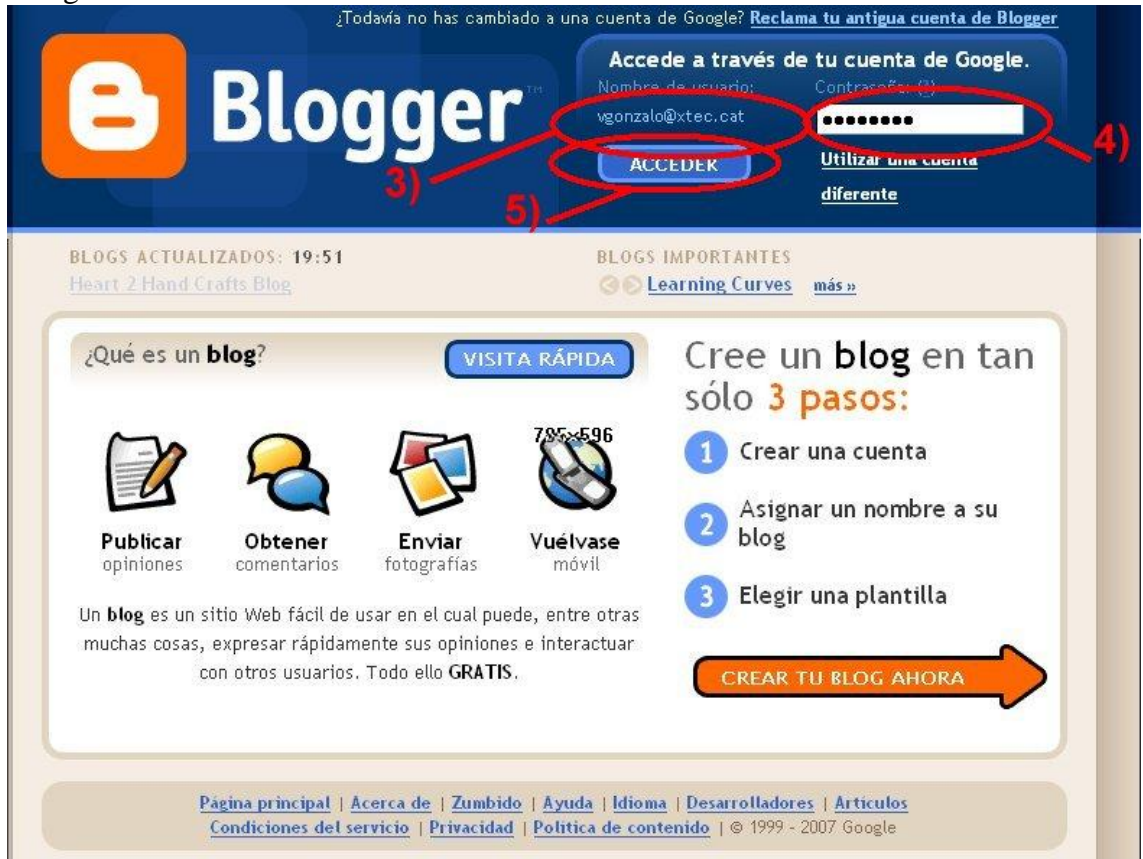 ¿Todavía no has cambiado a una cuenta de Google? Reclama tu antigua cuenta de Blogger
Blogger™
Accede a través de tu cuenta de Google.
Nombre de usuario:
Contraseña: (?)
vgonzalo@xtec.cat
••••••••
3)
4)
ACCEDER
5)
Utilizar una cuenta
diferente
BLOGS ACTUALIZADOS: 19:51
Heart 2 Hand Crafts Blog
BLOGS IMPORTANTES
Learning Curves más »
¿Qué es un blog?
VISITA RÁPIDA
795×596
Publicar
opiniones
Obtener
comentarios
Enviar
fotografías
Vuélvase
móvil
Un blog es un sitio Web fácil de usar en el cual puede, entre otras
muchas cosas, expresar rápidamente sus opiniones e interactuar
con otros usuarios. Todo ello GRATIS.
Cree un blog en tan
sólo 3 pasos:
1 Crear una cuenta
2 Asignar un nombre a su
blog
3 Elegir una plantilla
CREAR TU BLOG AHORA
Página principal | Acerca de | Zumbido | Ayuda | Idioma | Desarrolladores | Artículos
Condiciones del servicio | Privacidad | Política de contenido | © 1999 - 2007 Google